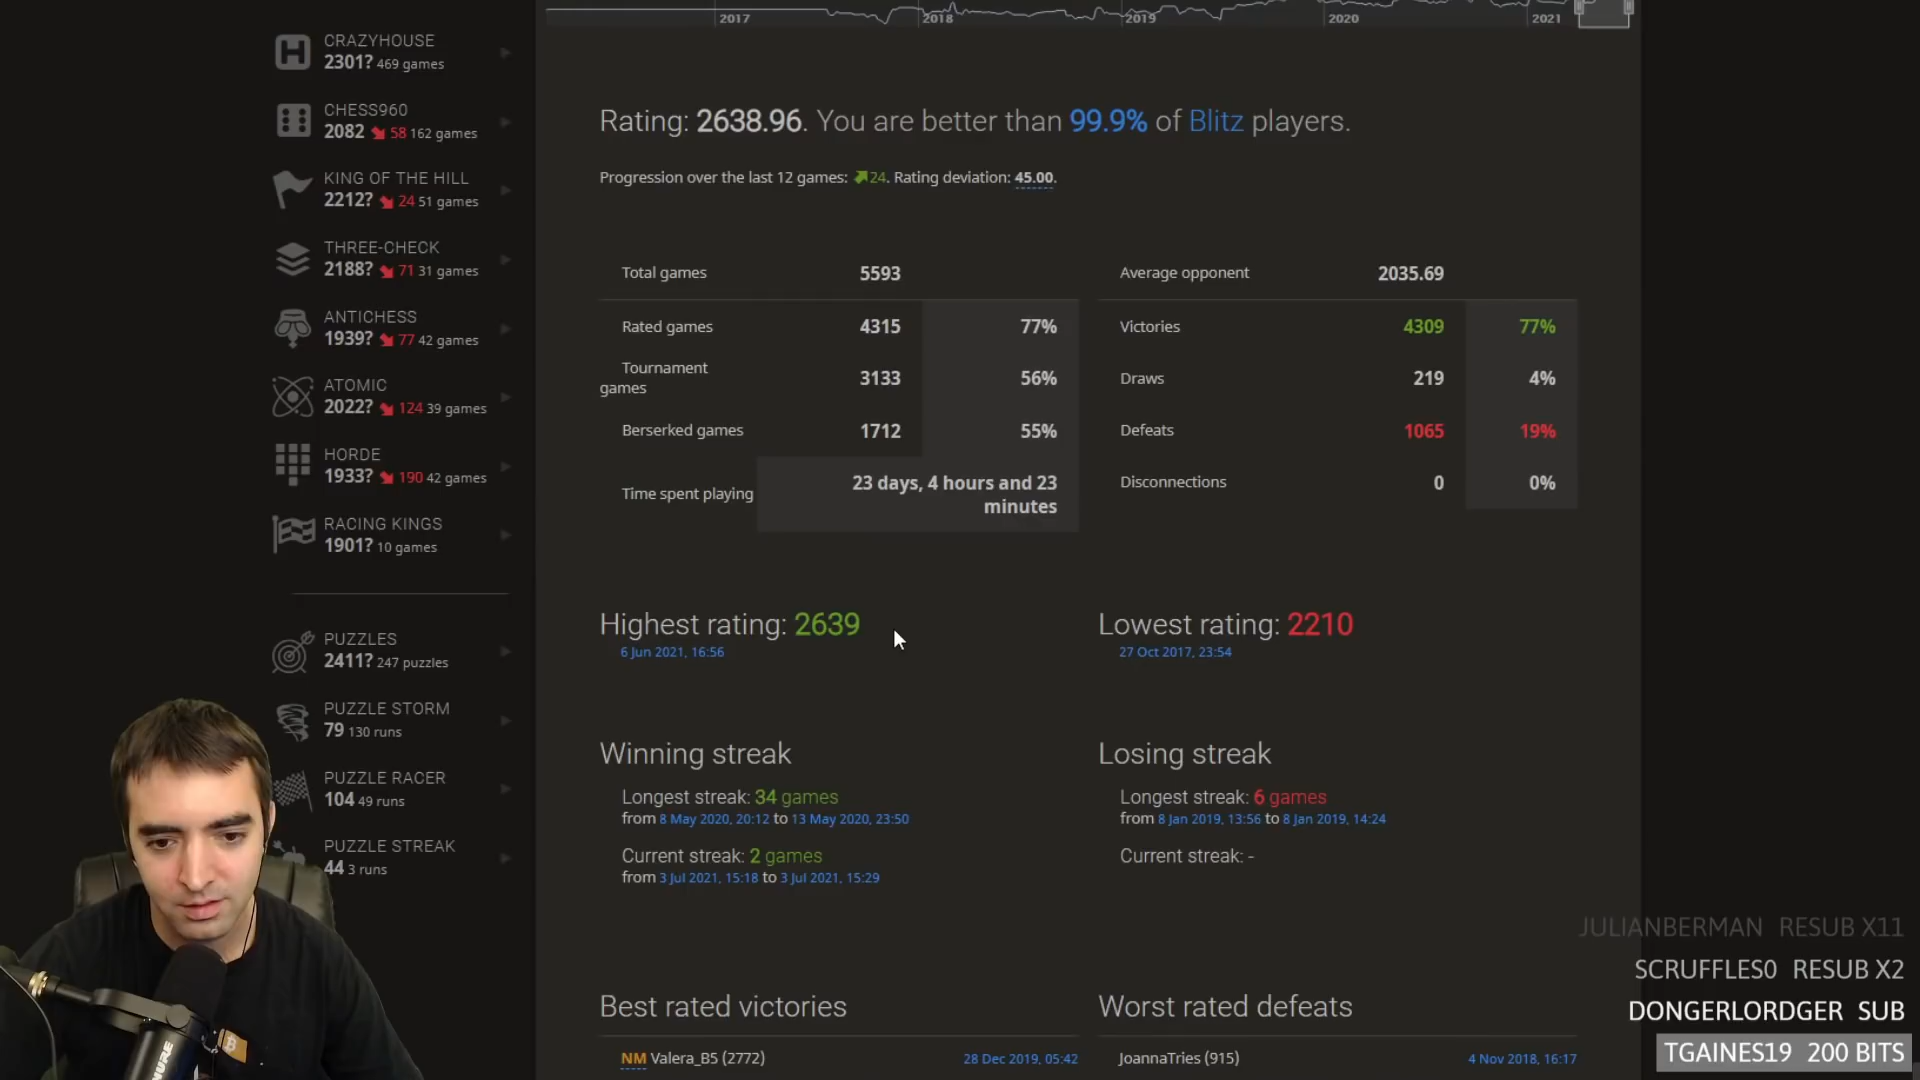 2017
2018
2019
2020
2021
CRAZYHOUSE
2301? 469 games
CHESS960
2082 58 162 games
KING OF THE HILL
2212? 24 51 games
THREE-CHECK
2188? 71 31 games
ANTICHESS
1939? 77 42 games
ATOMIC
2022? 124 39 games
HORDE
1933? 190 42 games
RACING KINGS
1901? 10 games
PUZZLES
2411? 247 puzzles
PUZZLE STORM
79 130 runs
PUZZLE RACER
104 49 runs
PUZZLE STREAK
44 3 runs
Rating: 2638.96. You are better than 99.9% of Blitz players.
Progression over the last 12 games: 24. Rating deviation: 45.00.
Total games 5593
Rated games 4315 77%
Tournament
games 3133 56%
Berserked games 1712 55%
Time spent playing 23 days, 4 hours and 23
minutes
Average opponent 2035.69
Victories 4309 77%
Draws 219 4%
Defeats 1065 19%
Disconnections 0 0%
Highest rating: 2639
6 Jun 2021, 16:56
Lowest rating: 2210
27 Oct 2017, 23:54
Winning streak
Longest streak: 34 games
from 8 May 2020, 20:12 to 13 May 2020, 23:50
Current streak: 2 games
from 3 Jul 2021, 15:18 to 3 Jul 2021, 15:29
Losing streak
Longest streak: 6 games
from 8 Jan 2019, 13:56 to 8 Jan 2019, 14:24
Current streak: -
Best rated victories
NM Valera_B5 (2772) 28 Dec 2019, 05:42
Worst rated defeats
JoannaTries (915) 4 Nov 2018, 16:17
JULIANBERMAN RESUB X11
SCRUFFLES0 RESUB X2
DONGERLORDGER SUB
TGAINES19 200 BITS